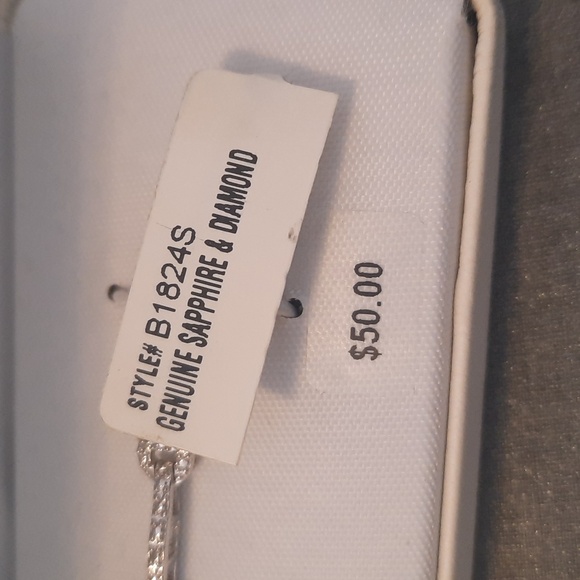 STYLE# B1824S
GENUINE SAPPHIRE & DIAMOND
$50.00